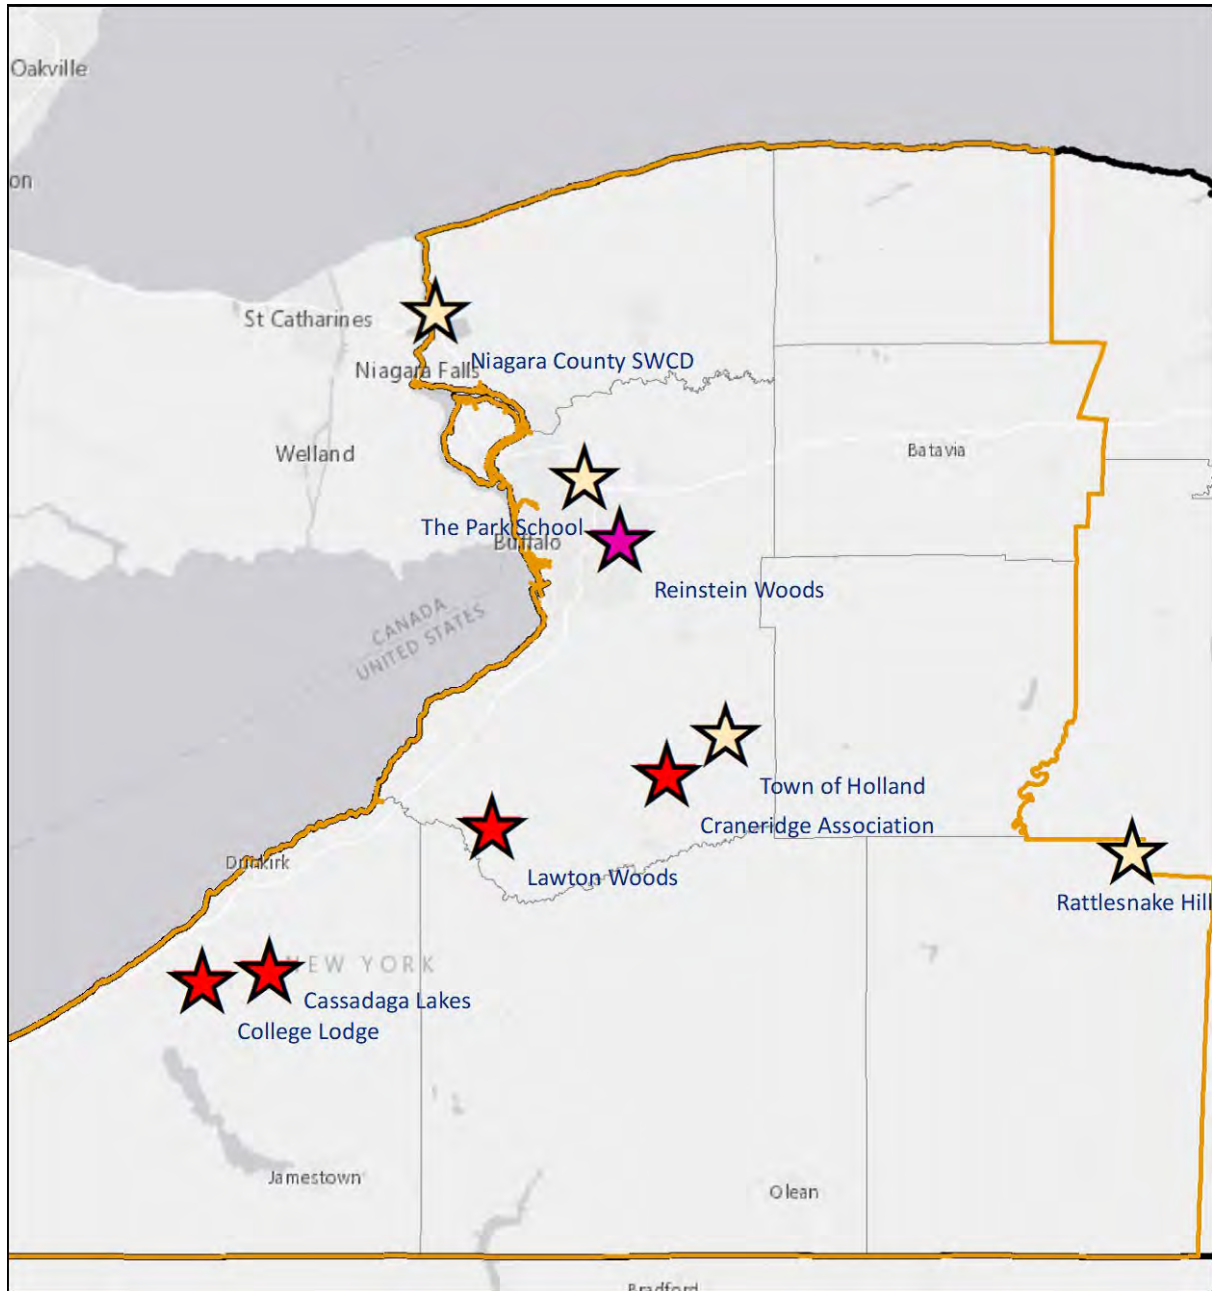 Oakville
on
St Catharines
Niagara County SWCD
Niagara Falls
Welland
Batavia
The Park School
Buffalo
Reinstein Woods
CANADA
UNITED STATES
Town of Holland
Craneridge Association
Dunkirk
Lawton Woods
Rattlesnake Hill
NEW YORK
Cassadaga Lakes
College Lodge
Jamestown
Olean
Bradford